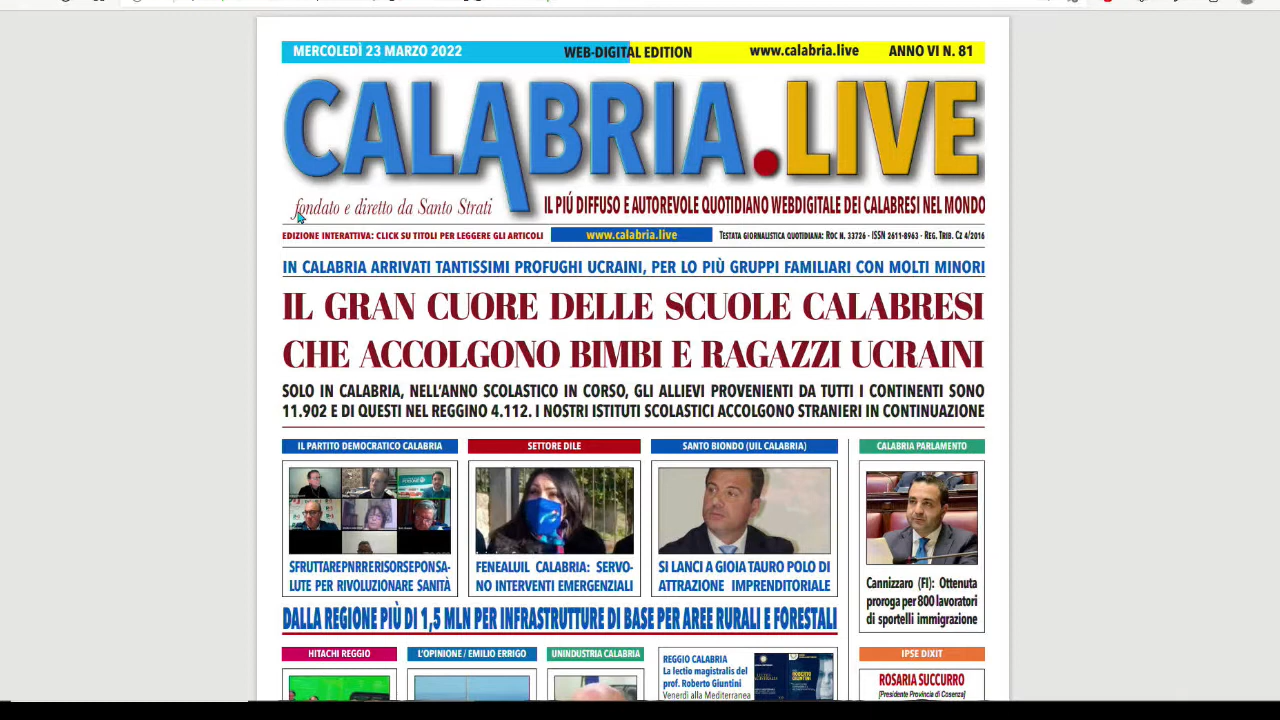 MERCOLEDÌ 23 MARZO 2022 WEB-DIGITAL EDITION www.calabria.live ANNO VI N. 81
CALABRIA.LIVE
fondato e diretto da Santo Strati IL PIÚ DIFFUSO E AUTOREVOLE QUOTIDIANO WEBDIGITALE DEI CALABRESI NEL MONDO
EDIZIONE INTERATTIVA: CLICK SU TITOLI PER LEGGERE GLI ARTICOLI www.calabria.live TESTATA GIORNALISTICA QUOTIDIANA: ROC N. 33726 - ISSN 2611-8963 - REG. TRIB. CZ 4/2016
IN CALABRIA ARRIVATI TANTISSIMI PROFUGHI UCRAINI, PER LO PIÙ GRUPPI FAMILIARI CON MOLTI MINORI
IL GRAN CUORE DELLE SCUOLE CALABRESI
CHE ACCOLGONO BIMBI E RAGAZZI UCRAINI
SOLO IN CALABRIA, NELL'ANNO SCOLASTICO IN CORSO, GLI ALLIEVI PROVENIENTI DA TUTTI I CONTINENTI SONO
11.902 E DI QUESTI NEL REGGINO 4.112. I NOSTRI ISTITUTI SCOLASTICI ACCOLGONO STRANIERI IN CONTINUAZIONE
IL PARTITO DEMOCRATICO CALABRIA
SFRUTTARE PNRR E RISORSE PON SA-
LUTE PER RIVOLUZIONARE SANITÀ
SETTORE DILE
FENEALUIL CALABRIA: SERVO-
NO INTERVENTI EMERGENZIALI
SANTO BIONDO (UIL CALABRIA)
SI LANCI A GIOIA TAURO POLO DI
ATTRAZIONE IMPRENDITORIALE
CALABRIA PARLAMENTO
Cannizzaro (FI): Ottenuta
proroga per 800 lavoratori
di sportelli immigrazione
DALLA REGIONE PIÙ DI 1,5 MLN PER INFRASTRUTTURE DI BASE PER AREE RURALI E FORESTALI
HITACHI REGGIO
L'OPINIONE / EMILIO ERRIGO
UNINDUSTRIA CALABRIA
REGGIO CALABRIA
La lectio magistralis del
prof. Roberto Giuntini
Venerdì alla Mediterranea
IPSE DIXIT
ROSARIA SUCCURRO
[Presidente Provincia di Cosenza]